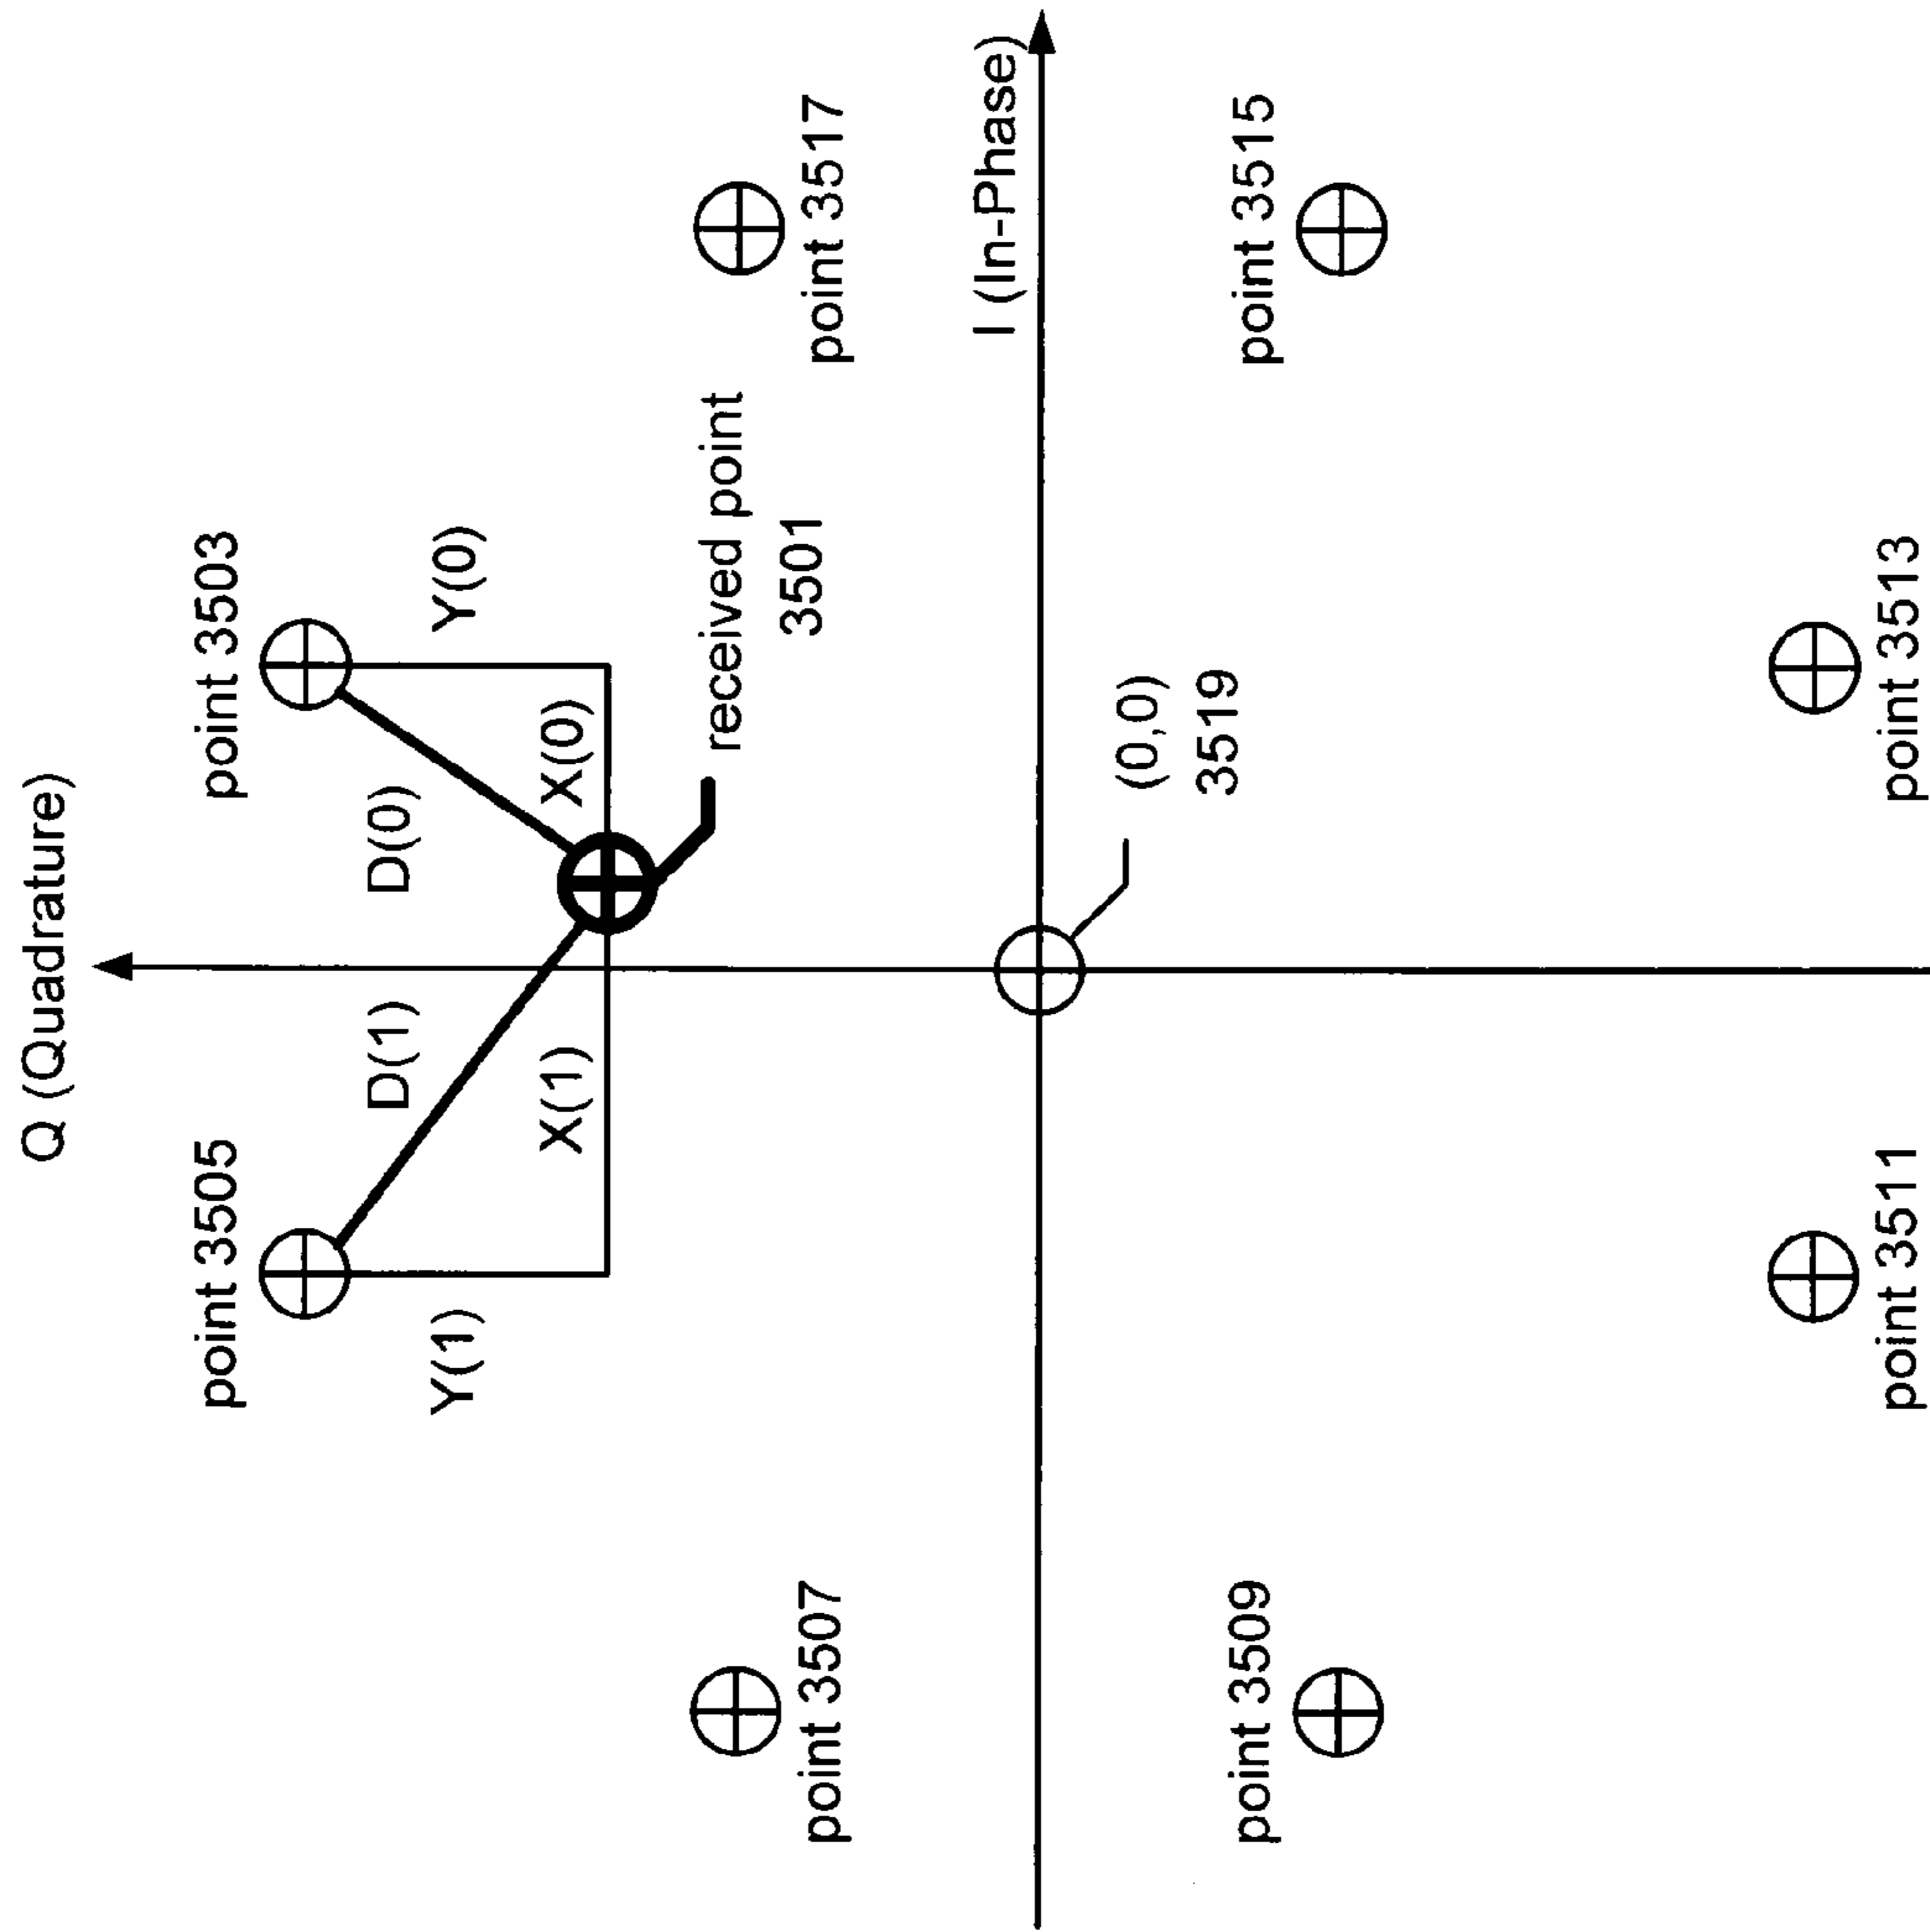 Q (Quadrature)
point 3505
point 3503
D(1)
D(0)
Y(1)
Y(0)
X(1)
X(0)
received point
3501
point 3507
point 3517
I (In-Phase)
(0,0)
3519
point 3509
point 3515
point 3511
point 3513